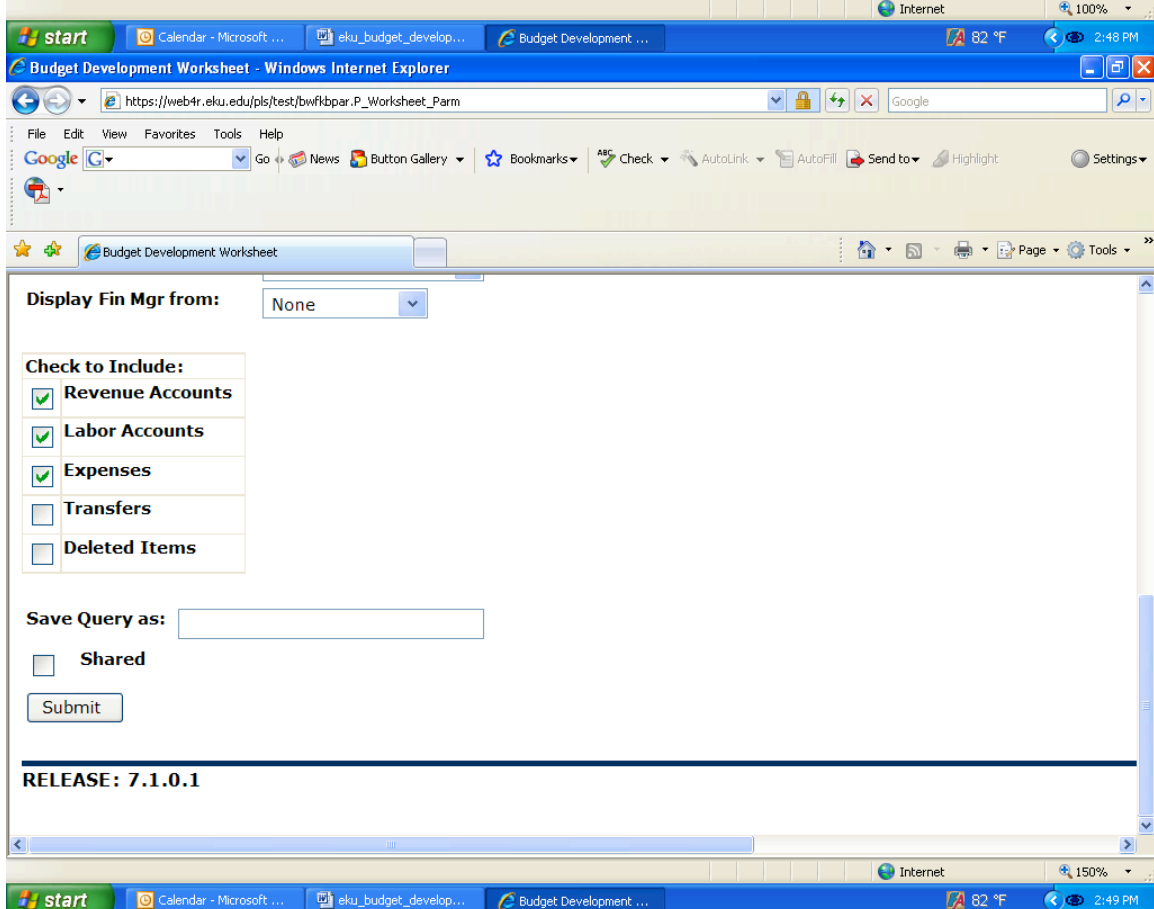 Internet 100%
start Calendar - Microsoft ... eku_budget_develop... Budget Development ... 82 °F 2:48 PM
Budget Development Worksheet - Windows Internet Explorer
https://web4r.eku.edu/pls/test/bwfkbpar.P_Worksheet_Parm Google
File Edit View Favorites Tools Help
Google G Go News Button Gallery Bookmarks ABC Check AutoLink AutoFill Send to Highlight Settings
Budget Development Worksheet Page Tools »
Display Fin Mgr from: None
Check to Include:
Revenue Accounts
Labor Accounts
Expenses
Transfers
Deleted Items
Save Query as:
Shared
Submit
RELEASE: 7.1.0.1
Internet 150%
start Calendar - Microsoft ... eku_budget_develop... Budget Development ... 82 °F 2:49 PM